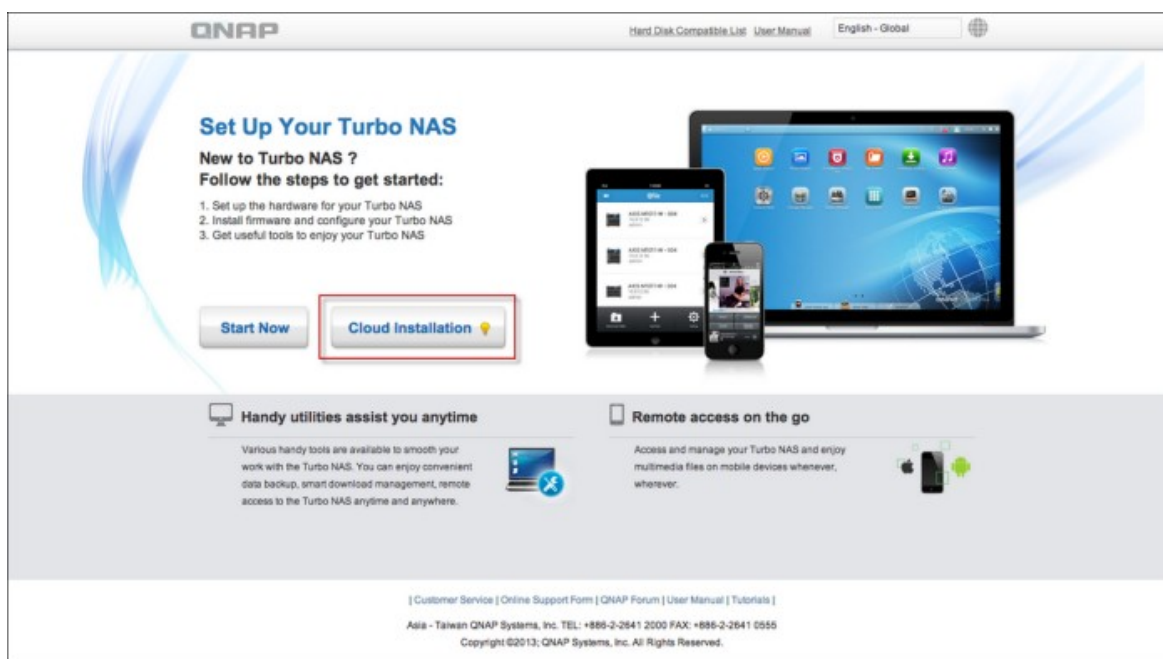 QNAP
Hard Disk Compatible List User Manual English - Global
Set Up Your Turbo NAS
New to Turbo NAS ?
Follow the steps to get started:
1. Set up the hardware for your Turbo NAS
2. Install firmware and configure your Turbo NAS
3. Get useful tools to enjoy your Turbo NAS
Start Now
Cloud Installation
Handy utilities assist you anytime
Various handy tools are available to smooth your
work with the Turbo NAS. You can enjoy convenient
data backup, smart download management, remote
access to the Turbo NAS anytime and anywhere.
Remote access on the go
Access and manage your Turbo NAS and enjoy
multimedia files on mobile devices whenever,
wherever.
| Customer Service | Online Support Form | QNAP Forum | User Manual | Tutorials |
Asia - Taiwan QNAP Systems, Inc. TEL: +886-2-2641 2000 FAX: +886-2-2641 0555
Copyright ©2013; QNAP Systems, Inc. All Rights Reserved.